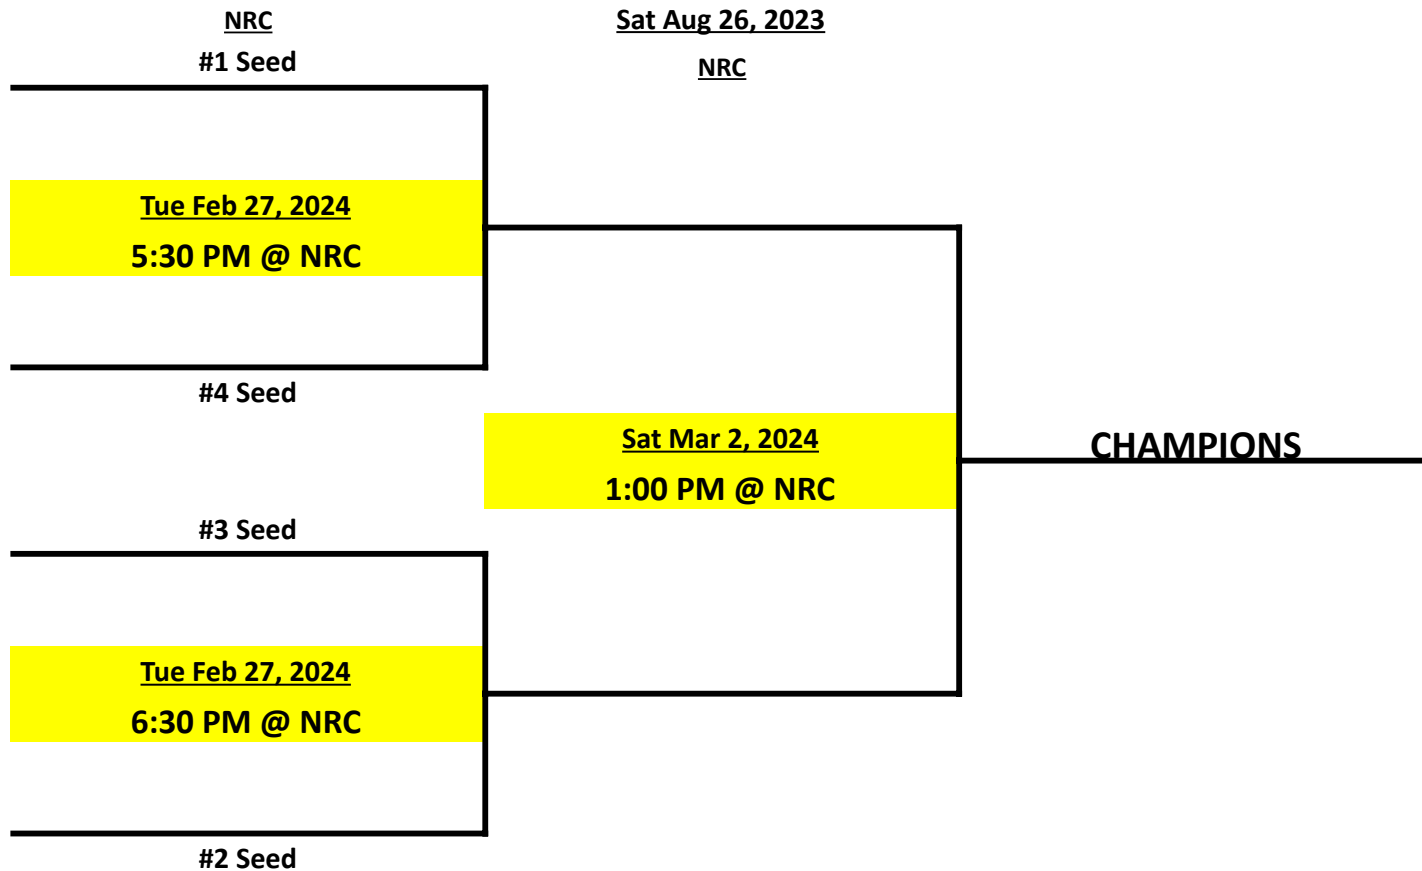 NRC
Sat Aug 26, 2023
#1 Seed
NRC
Tue Feb 27, 2024
5:30 PM @ NRC
#4 Seed
Sat Mar 2, 2024
1:00 PM @ NRC
CHAMPIONS
#3 Seed
Tue Feb 27, 2024
6:30 PM @ NRC
#2 Seed